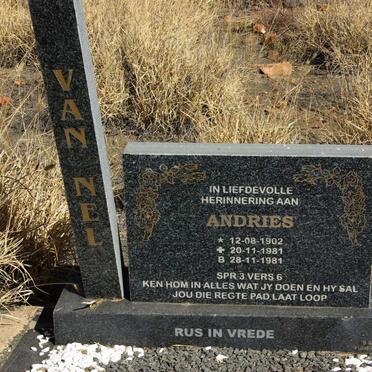 VAN NEL
IN LIEFDEVOLLE
HERINNERING AAN
ANDRIES
★ 12-08-1902
✚ 20-11-1981
B 28-11-1981
SPR 3 VERS 6
KEN HOM IN ALLES WAT JY DOEN EN HY SAL
JOU DIE REGTE PAD LAAT LOOP
RUS IN VREDE